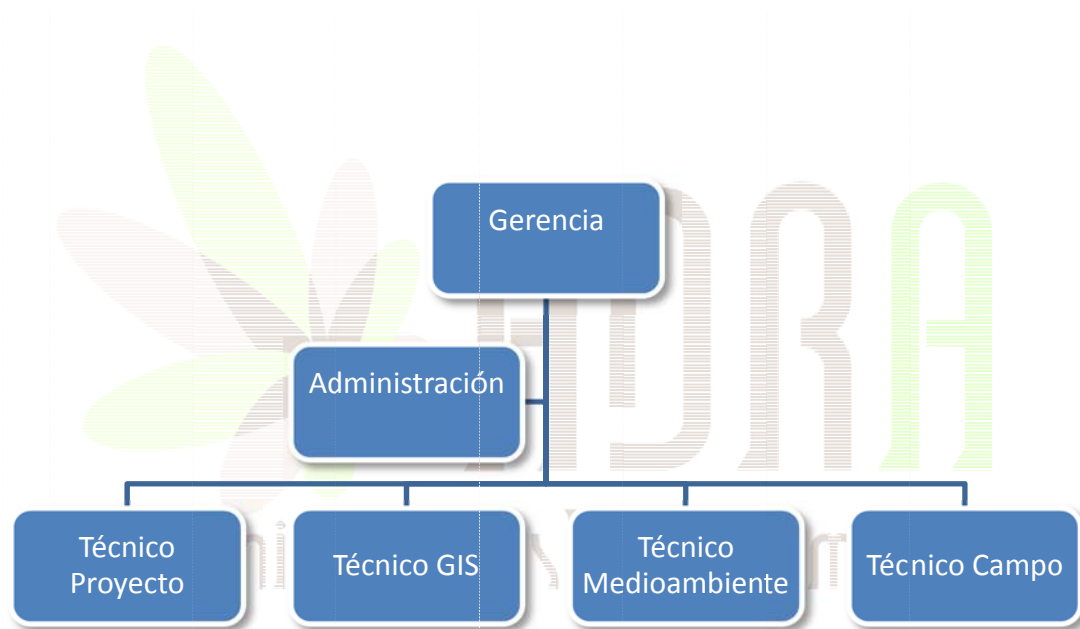 Gerencia
Administración
Técnico
Proyecto
Técnico GIS
Técnico
Medioambiente
Técnico Campo